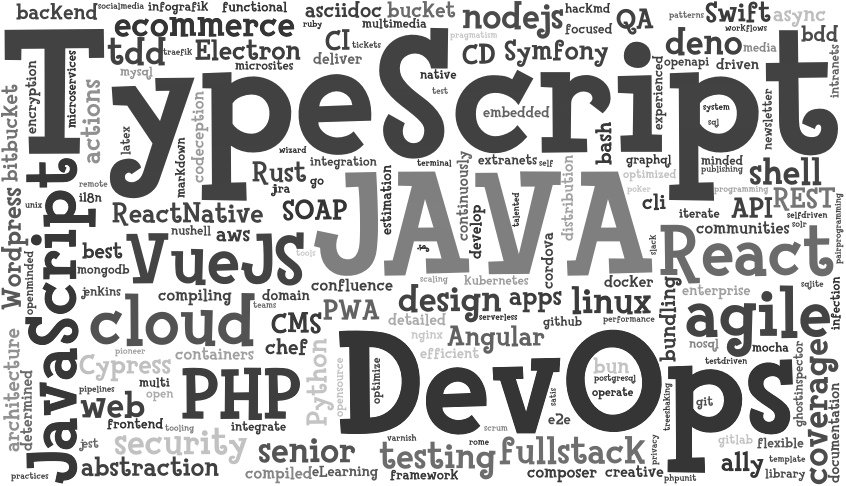 socialmedia infografik functional
backend
ecommerce
asciidoc bucket
ruby multimedia
nodejs
hackmd
focused
QA
patterns Swift async
workflows
tdd
traefik
Electron
CI tickets
pragmatism
deliver
CD Symfony
deno
media
bdd
openapi driven
intranets
mysql
microsites
native
test
TypeScript
encryption
microservices
actions
bitbucket
latex
markdown
codeception
embedded
experienced
system
sql
newsletter
wizard
integration
terminal
extranets self
bash
graphql
minded
publishing
shell
optimized
remote
Rust
jra
go
estimation
JAVA
continuously
develop
talented
distribution
poker
programming
cli
iterate
API
REST
selfdriven
Wordpress
unix
JavaScript
i18n
ReactNative
SOAP
communities
solr
pairprogramming
nushell
aws
best
VueJS
tools
cordova
slack
React
mongodb
openminded
confluence
scaling
Kubernetes
docker
enterprise
sqlite
jenkins
compiling
domain
teams
PWA
design
apps
linux
bundling
agile
infection
cloud
CMS
detailed
serverless
github
performance
nginx
Angular
nosql
mocha
architecture
pioneer
Cypress
containers
chef
efficient
testdriven
determined
pipelines
multi
open
PHP
Python
opensource
DevOps
optimize
bun
postgresql
operate
satis
git
treeshaking
ghostinspector
coverage
documentation
web
frontend
tooling
integrate
e2e
jest
security
senior
varnish
scrum
rome
testing
fullstack
privacy
gitlab
flexible
practices
abstraction
compiled
eLearning
framework
composer
creative
phpunit
ally
template
library